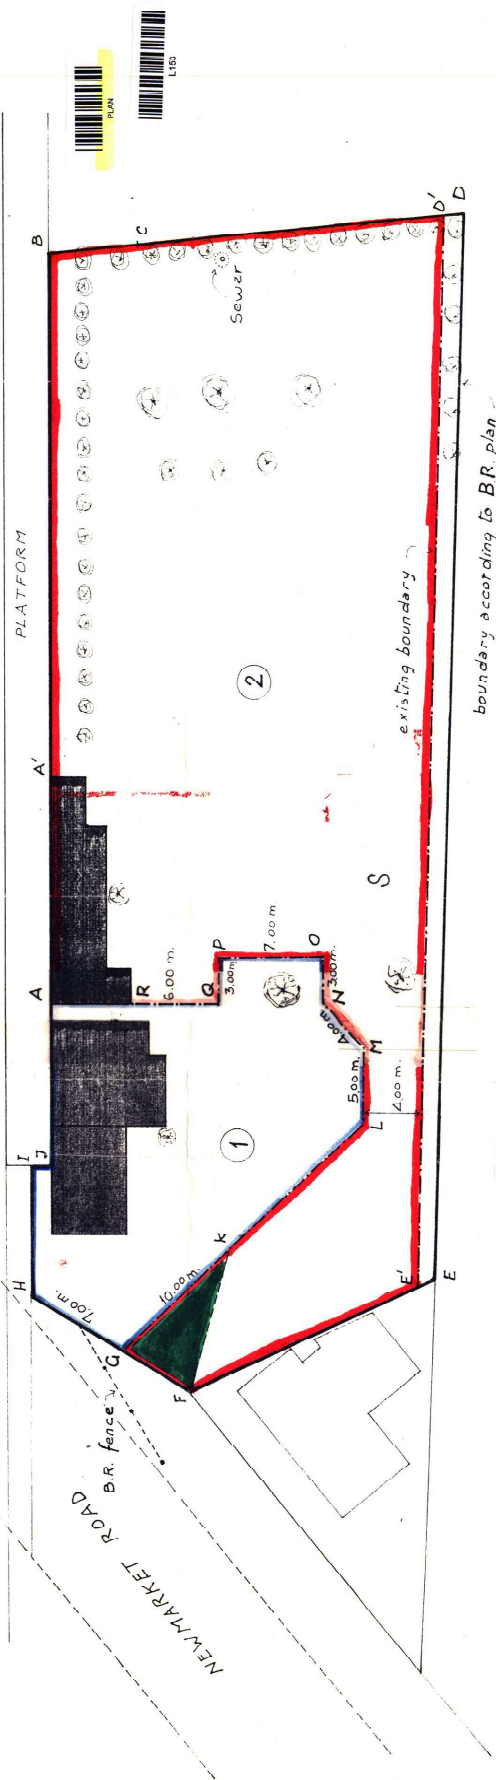 PLAN
L153
PLATFORM
B
C
D'
D
Sewer
boundary according to B.R. plan
existing boundary
2
A'
S
A
R
6.00 m.
Q
3.00m.
P
7.00 m
O
3.00m.
N
4.00 m.
M
5.00 m.
L
4.00 m.
1
I
J
K
H
7.00 m.
10.00 m.
G
F
E'
E
B.R. fence
NEWMARKET ROAD